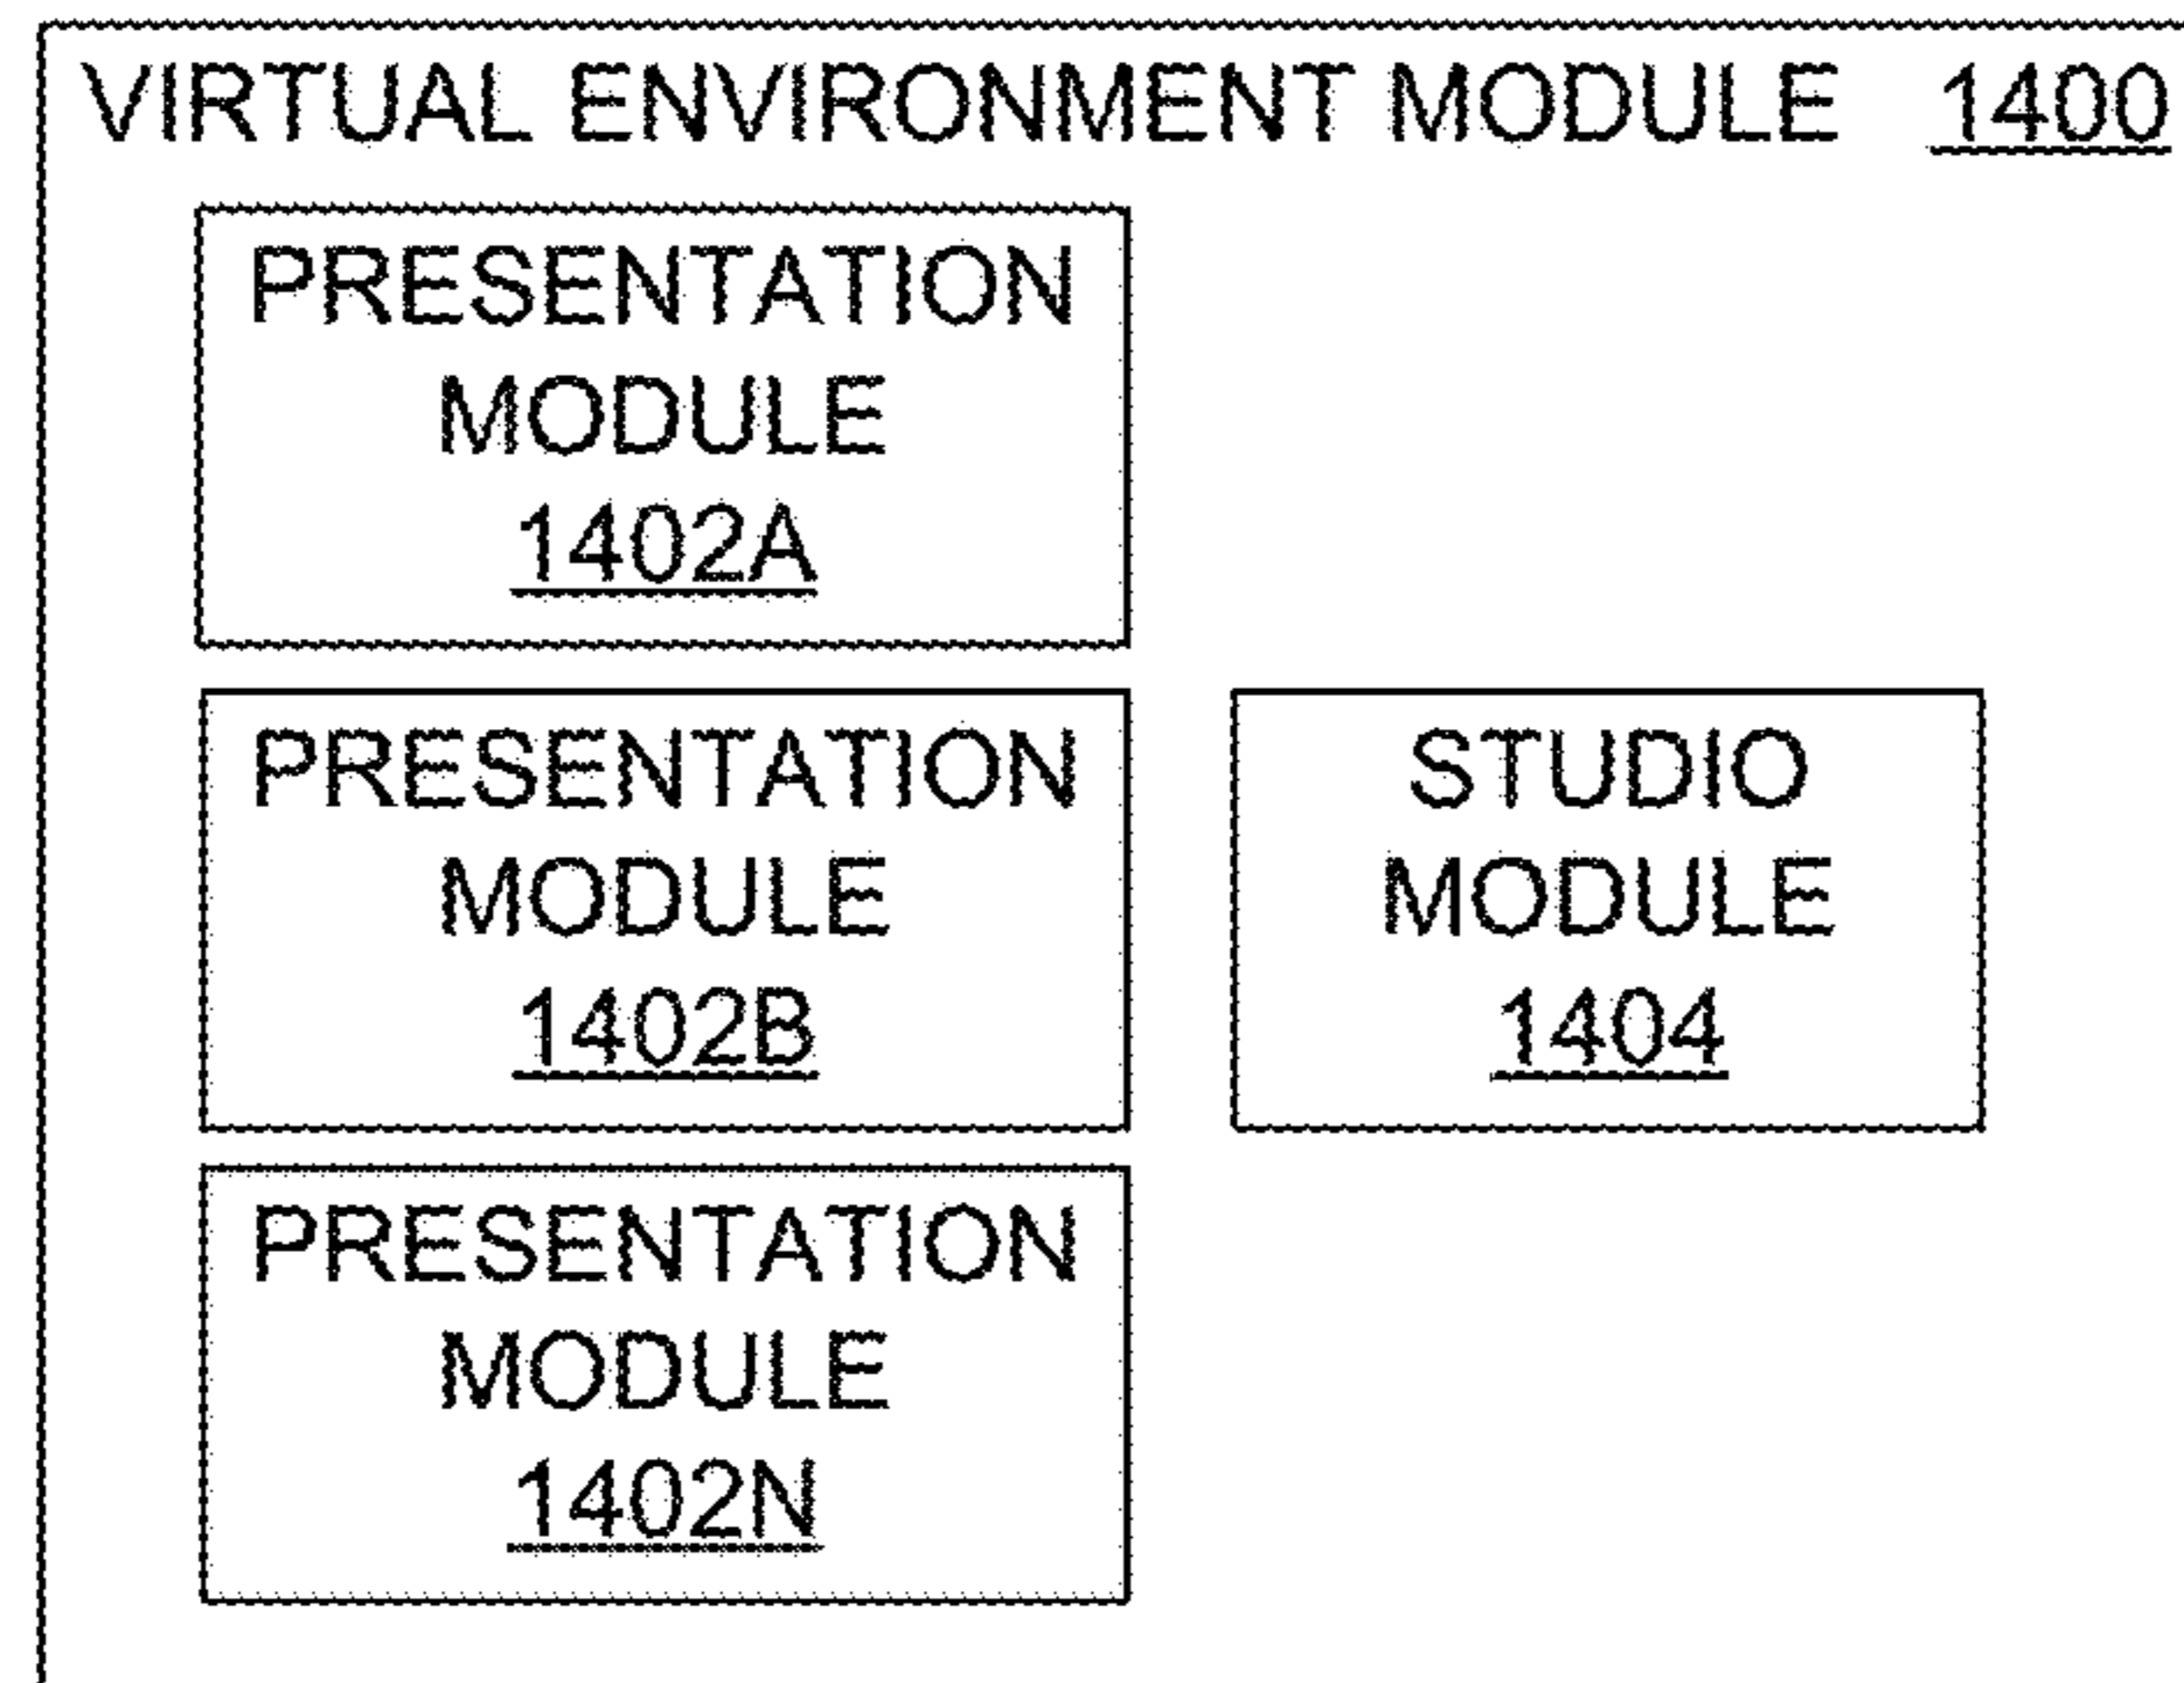 VIRTUAL ENVIRONMENT MODULE 1400
PRESENTATION
MODULE
1402A
PRESENTATION
MODULE
1402B
STUDIO
MODULE
1404
PRESENTATION
MODULE
1402N